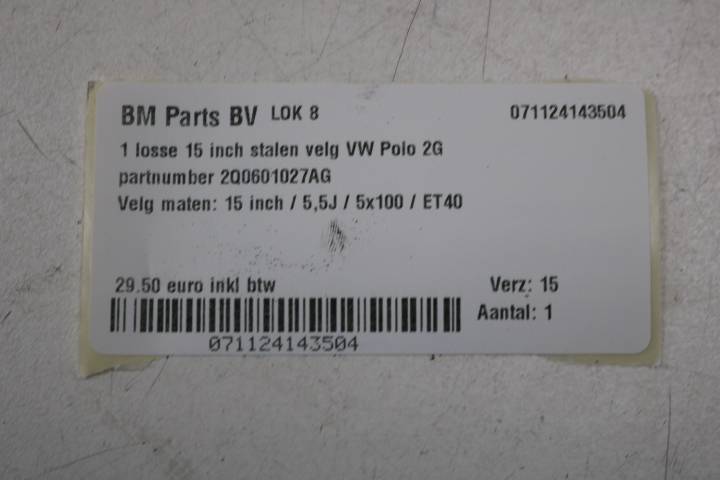 BM Parts BV LOK 8 071124143504
1 losse 15 inch stalen velg VW Polo 2G
partnumber 2Q0601027AG
Velg maten: 15 inch / 5,5J / 5x100 / ET40
29.50 euro inkl btw Verz: 15
Aantal: 1
071124143504